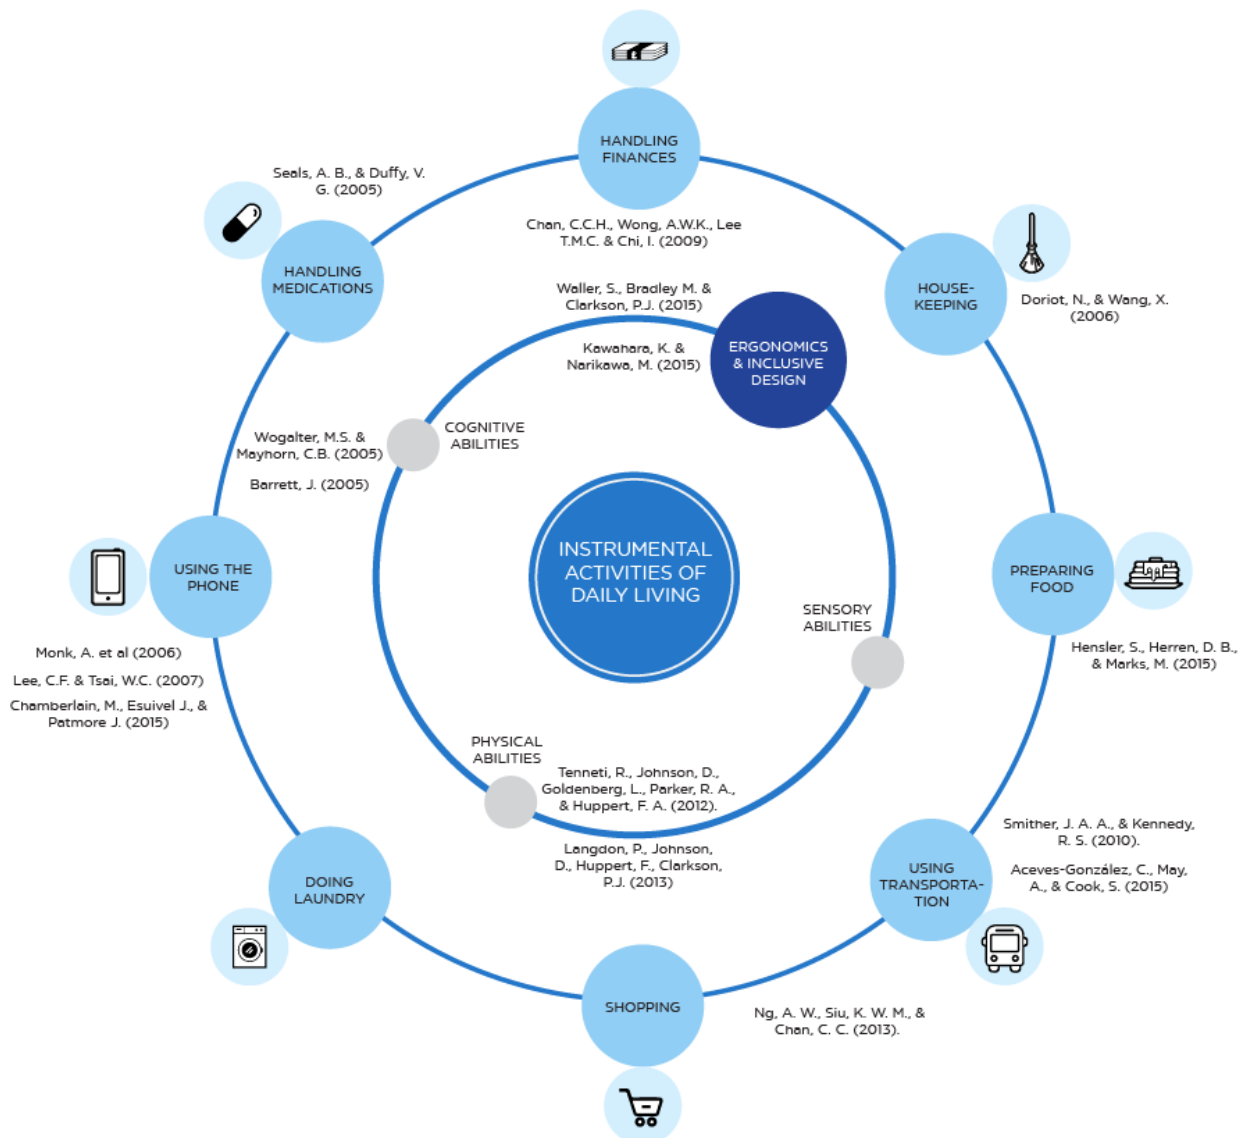 HANDLING
FINANCES
Seals, A. B., & Duffy, V.
G. (2005)
Chan, C.C.H., Wong, A.W.K., Lee
T.M.C. & Chi, I. (2009)
HANDLING
MEDICATIONS
HOUSE-
KEEPING
Doriot, N., & Wang, X.
(2006)
Waller, S., Bradley M. &
Clarkson, P.J. (2015)
Kawahara, K. &
Narikawa, M. (2015)
ERGONOMICS
& INCLUSIVE
DESIGN
COGNITIVE
ABILITIES
Wogalter, M.S. &
Mayhorn, C.B. (2005)
Barrett, J. (2005)
INSTRUMENTAL
ACTIVITIES OF
DAILY LIVING
USING THE
PHONE
PREPARING
FOOD
SENSORY
ABILITIES
Monk, A. et al (2006)
Lee, C.F. & Tsai, W.C. (2007)
Chamberlain, M., Esuivel J., &
Patmore J. (2015)
Hensler, S., Herren, D. B.,
& Marks, M. (2015)
PHYSICAL
ABILITIES
Tenneti, R., Johnson, D.,
Goldenberg, L., Parker, R. A.,
& Huppert, F. A. (2012).
Langdon, P., Johnson,
D., Huppert, F., Clarkson,
P.J. (2013)
Smither, J. A. A., & Kennedy,
R. S. (2010).
Aceves-González, C., May,
A., & Cook, S. (2015)
USING
TRANSPORTA-
TION
DOING
LAUNDRY
SHOPPING
Ng, A. W., Siu, K. W. M., &
Chan, C. C. (2013).